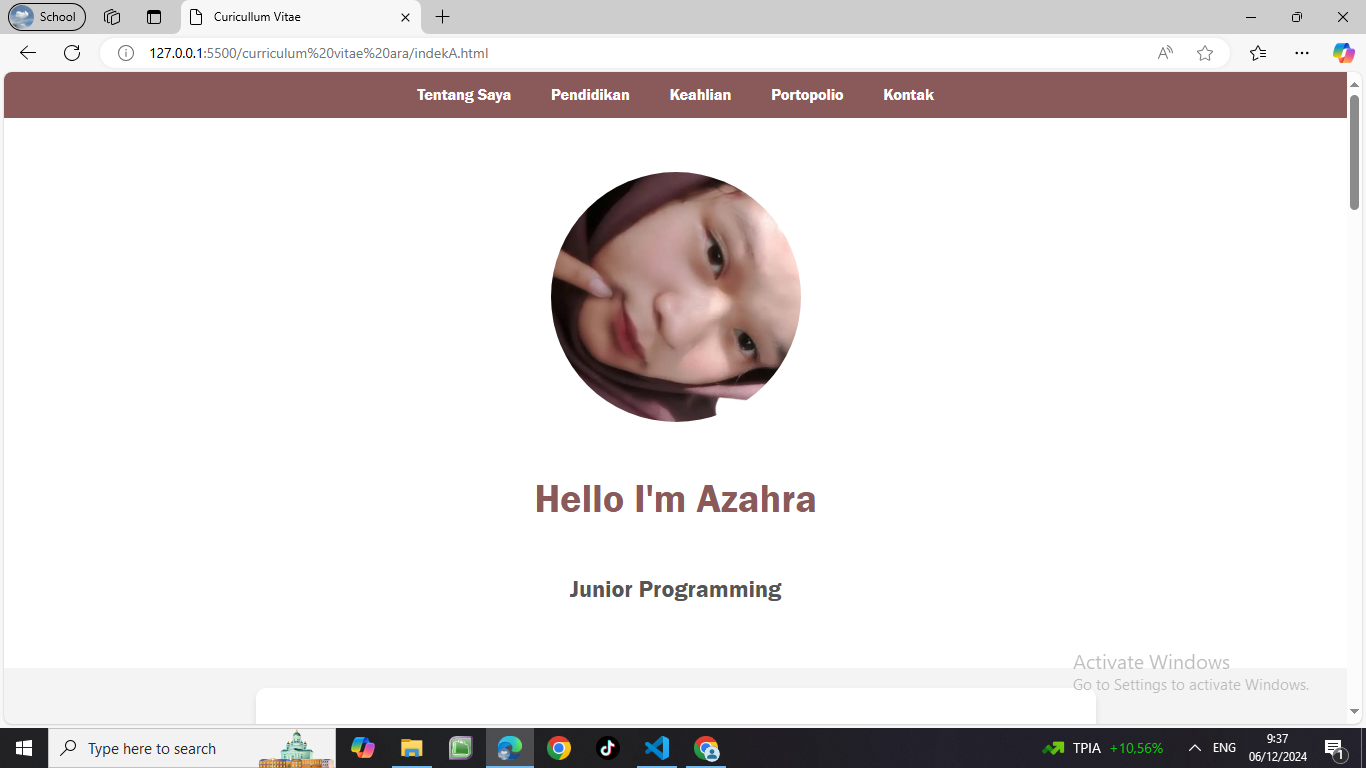 School
Curicullum Vitae
127.0.0.1:5500/curriculum%20vitae%20ara/indekA.html
Tentang Saya Pendidikan Keahlian Portopolio Kontak
Hello I'm Azahra
Junior Programming
Activate Windows
Go to Settings to activate Windows.
Type here to search
TPIA +10,56%
ENG
9:37
06/12/2024
1